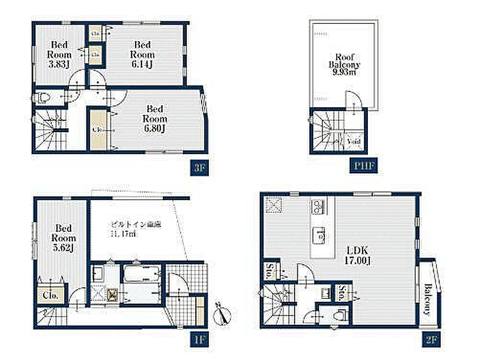 Bed
Room
3.83J
Bed
Room
6.14J
Clo.
Bed
Room
6.80J
3F
Roof
Balcony
9.93㎡
Void
PHF
Bed
Room
5.62J
Clo.
ビルトイン車庫
11.17㎡
1F
LDK
17.00J
Sto.
Sto.
Balcony
2F